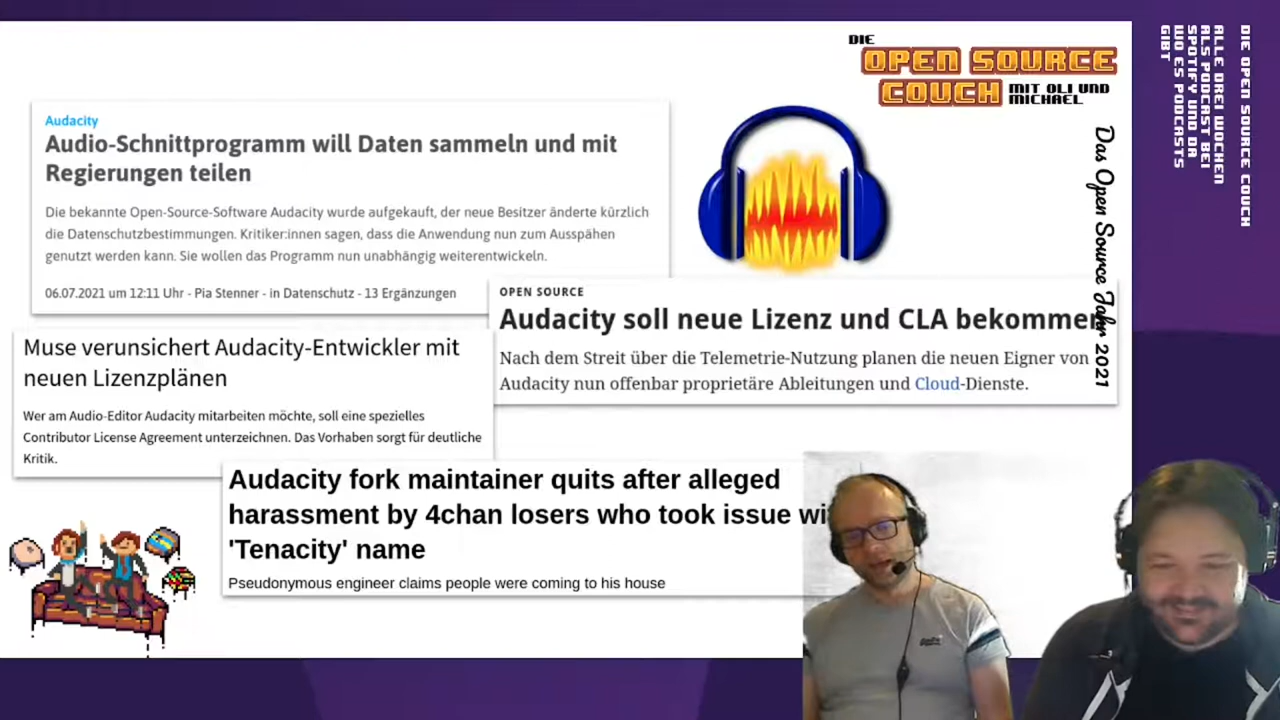 DIE
OPEN SOURCE
COUCH MIT OLI UND
MICHAEL
Audacity
Audio-Schnittprogramm will Daten sammeln und mit
Regierungen teilen
Die bekannte Open-Source-Software Audacity wurde aufgekauft, der neue Besitzer änderte kürzlich
die Datenschutzbestimmungen. Kritiker:innen sagen, dass die Anwendung nun zum Ausspähen
genutzt werden kann. Sie wollen das Programm nun unabhängig weiterentwickeln.
06.07.2021 um 12:11 Uhr - Pia Stenner - in Datenschutz - 13 Ergänzungen
OPEN SOURCE
Audacity soll neue Lizenz und CLA bekommen
Nach dem Streit über die Telemetrie-Nutzung planen die neuen Eigner von
Audacity nun offenbar proprietäre Ableitungen und Cloud-Dienste.
Muse verunsichert Audacity-Entwickler mit
neuen Lizenzplänen
Wer am Audio-Editor Audacity mitarbeiten möchte, soll eine spezielles
Contributor License Agreement unterzeichnen. Das Vorhaben sorgt für deutliche
Kritik.
Audacity fork maintainer quits after alleged
harassment by 4chan losers who took issue wi
'Tenacity' name
Pseudonymous engineer claims people were coming to his house
Das Open Source Jahr 2021
DIE OPEN SOURCE COUCH
ALLE DREI WOCHEN
ALS PODCAST BEI
SPOTIFY UND DA
WO ES PODCASTS
GIBT